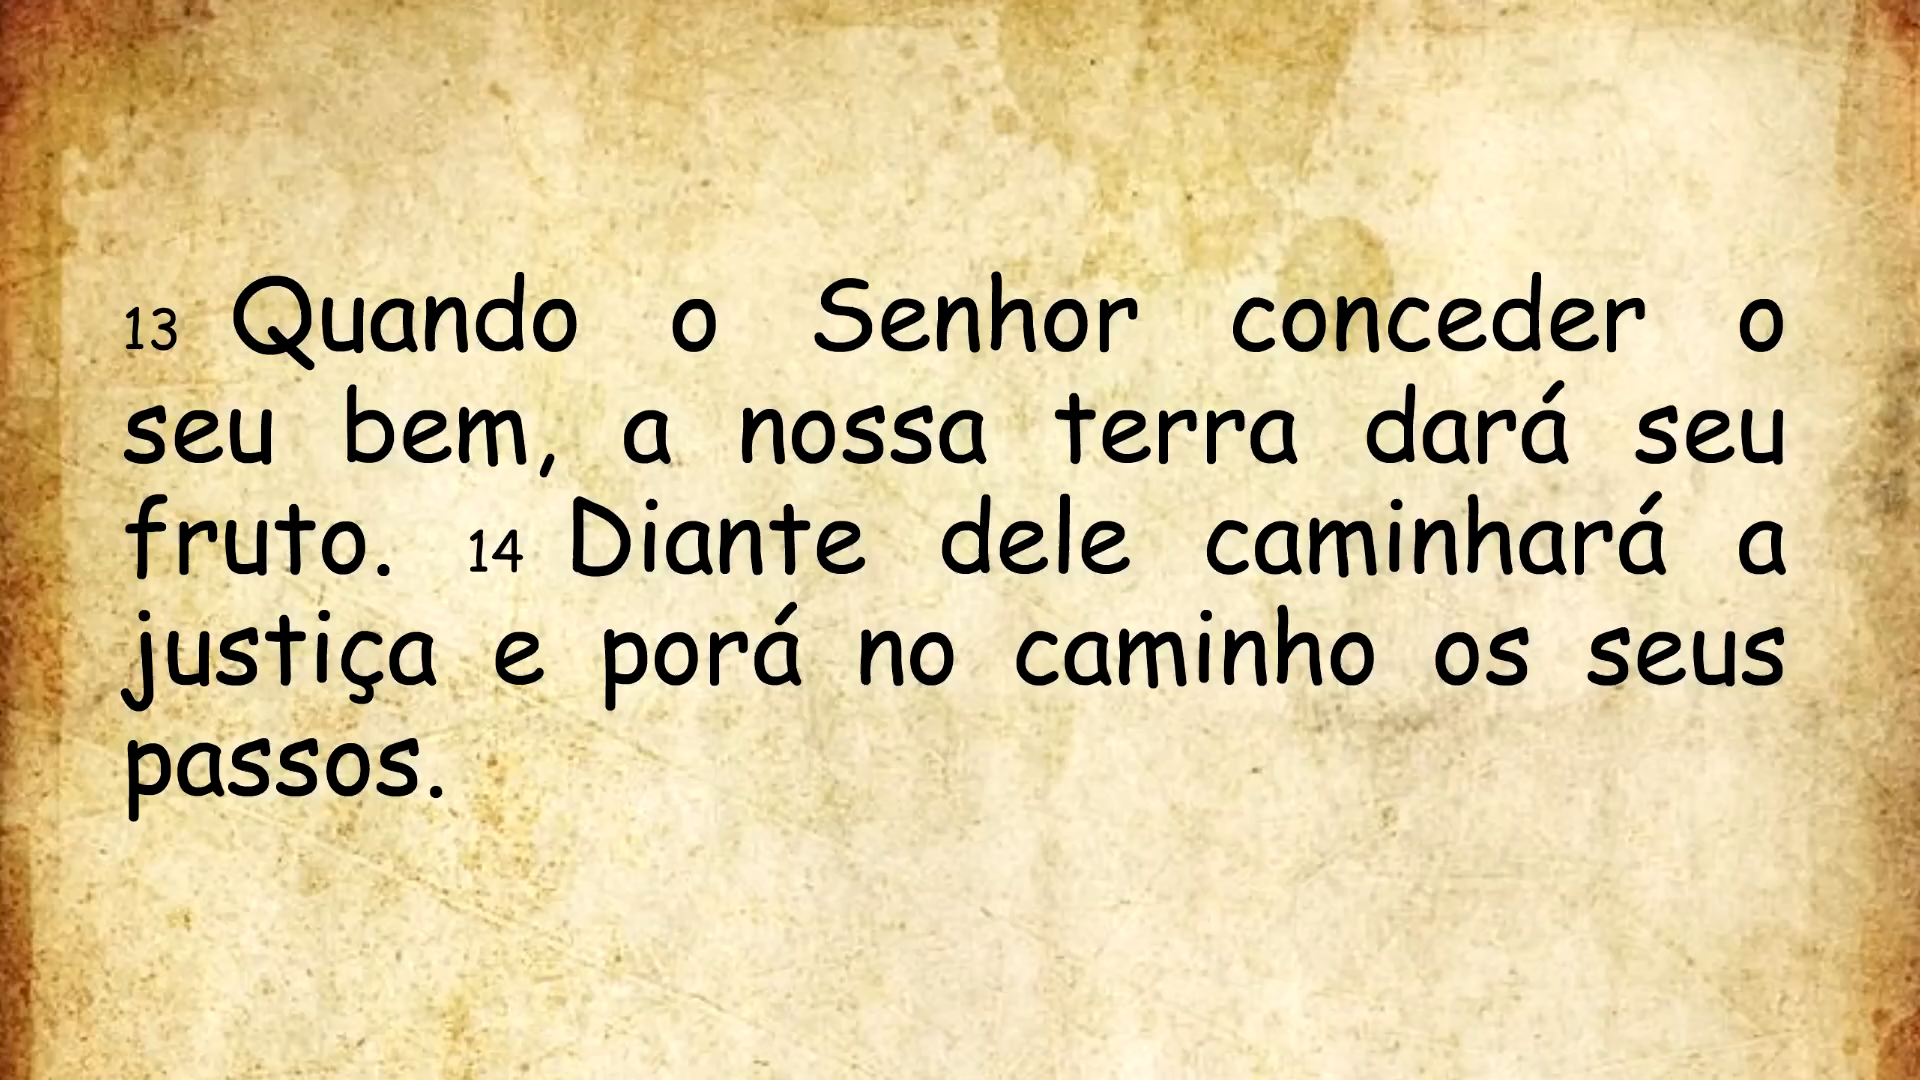 13 Quando o Senhor conceder o
seu bem, a nossa terra dará seu
fruto. 14 Diante dele caminhará a
justiça e porá no caminho os seus
passos.